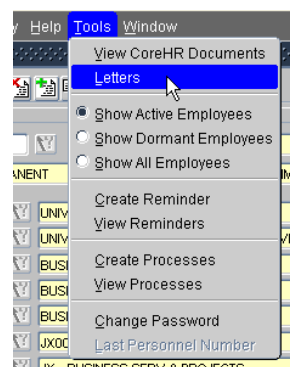 Help Tools Window
View CoreHR Documents
Letters
Show Active Employees
Show Dormant Employees
Show All Employees
ANENT
Create Reminder
UNIV
View Reminders
UNIV
Create Processes
BUSI
View Processes
BUSI
BUSI
Change Password
JX00
Last Personnel Number
JX BUSINESS SERV & PROJECTS